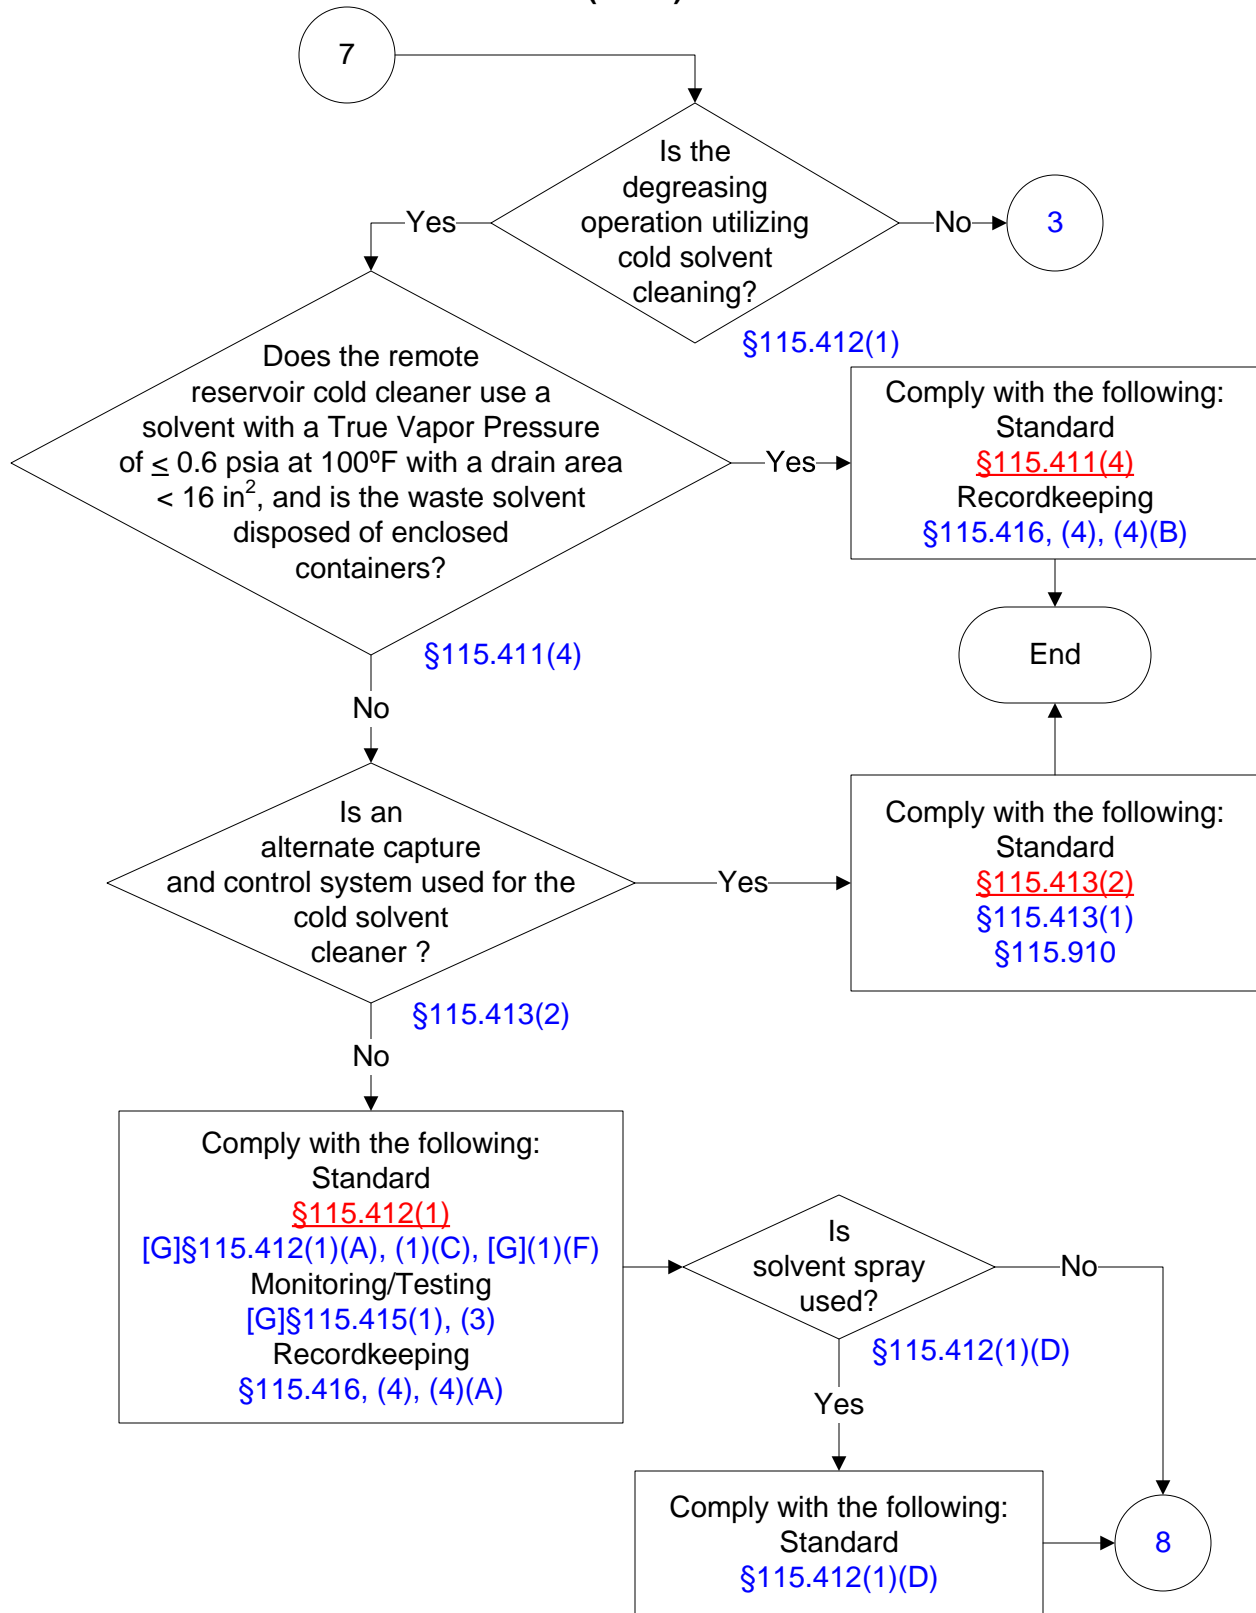 7
Is the
degreasing
operation utilizing
cold solvent
cleaning?
Yes
No
3
§115.412(1)
Does the remote
reservoir cold cleaner use a
solvent with a True Vapor Pressure
of ≤ 0.6 psia at 100ºF with a drain area
< 16 in², and is the waste solvent
disposed of enclosed
containers?
Yes
§115.411(4)
Comply with the following:
Standard
§115.411(4)
Recordkeeping
§115.416, (4), (4)(B)
End
No
Is an
alternate capture
and control system used for the
cold solvent
cleaner ?
Yes
§115.413(2)
Comply with the following:
Standard
§115.413(2)
§115.413(1)
§115.910
No
Comply with the following:
Standard
§115.412(1)
[G]§115.412(1)(A), (1)(C), [G](1)(F)
Monitoring/Testing
[G]§115.415(1), (3)
Recordkeeping
§115.416, (4), (4)(A)
Is
solvent spray
used?
No
§115.412(1)(D)
Yes
Comply with the following:
Standard
§115.412(1)(D)
8